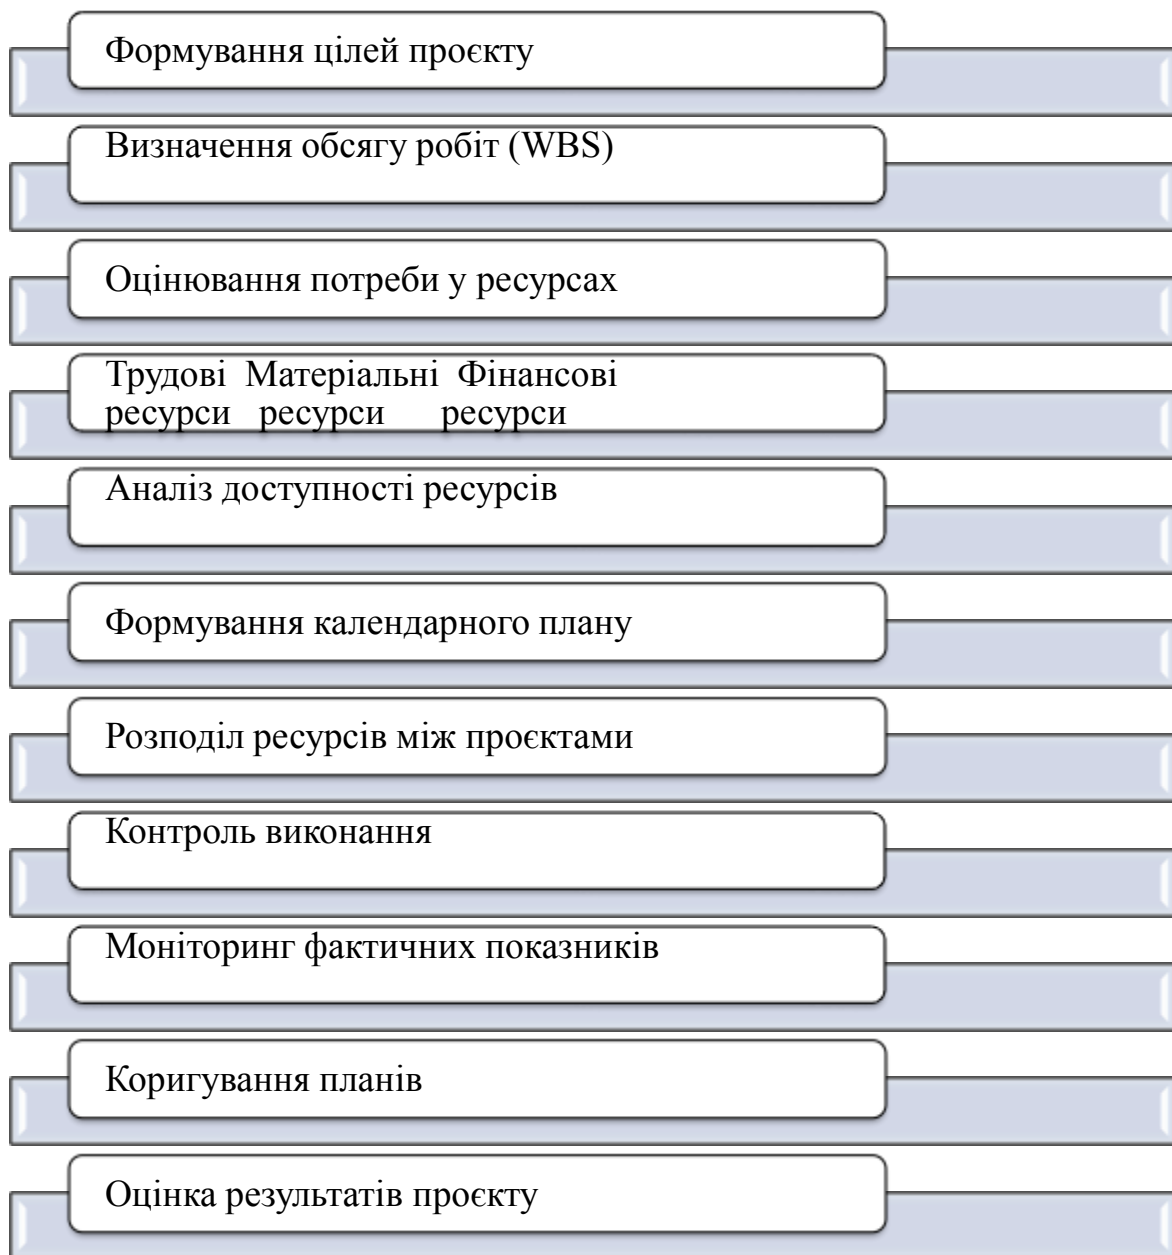 Формування цілей проєкту
Визначення обсягу робіт (WBS)
Оцінювання потреби у ресурсах
Трудові Матеріальні Фінансові
ресурси ресурси ресурси
Аналіз доступності ресурсів
Формування календарного плану
Розподіл ресурсів між проєктами
Контроль виконання
Моніторинг фактичних показників
Коригування планів
Оцінка результатів проєкту